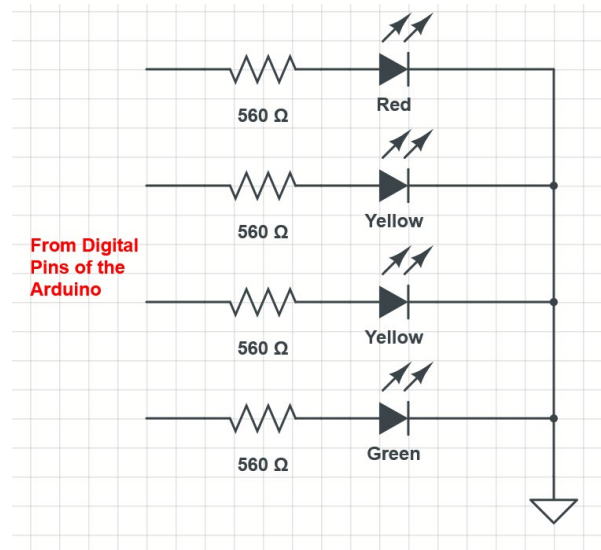 Red
560 Ω
Yellow
560 Ω
From Digital
Pins of the
Arduino
Yellow
560 Ω
Green
560 Ω